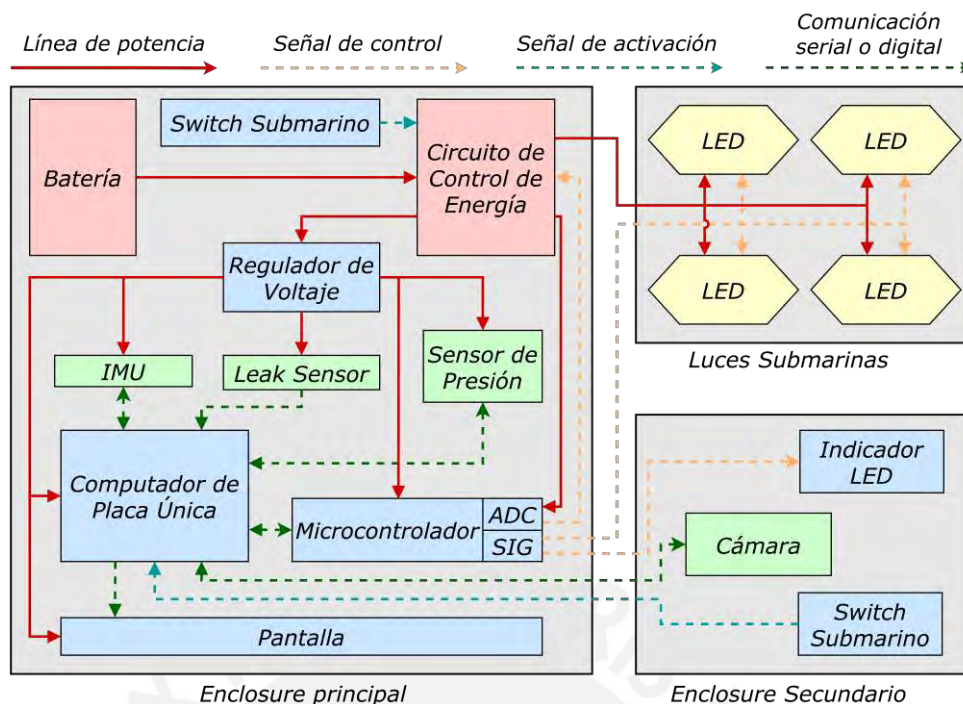 Línea de potencia
Señal de control
Señal de activación
Comunicación
serial o digital
Batería
Switch Submarino
Circuito de
Control de
Energía
Regulador de
Voltaje
IMU
Leak Sensor
Sensor de
Presión
Computador de
Placa Única
Microcontrolador
ADC
SIG
Pantalla
Enclosure principal
LED
LED
LED
LED
Luces Submarinas
Indicador
LED
Cámara
Switch
Submarino
Enclosure Secundario